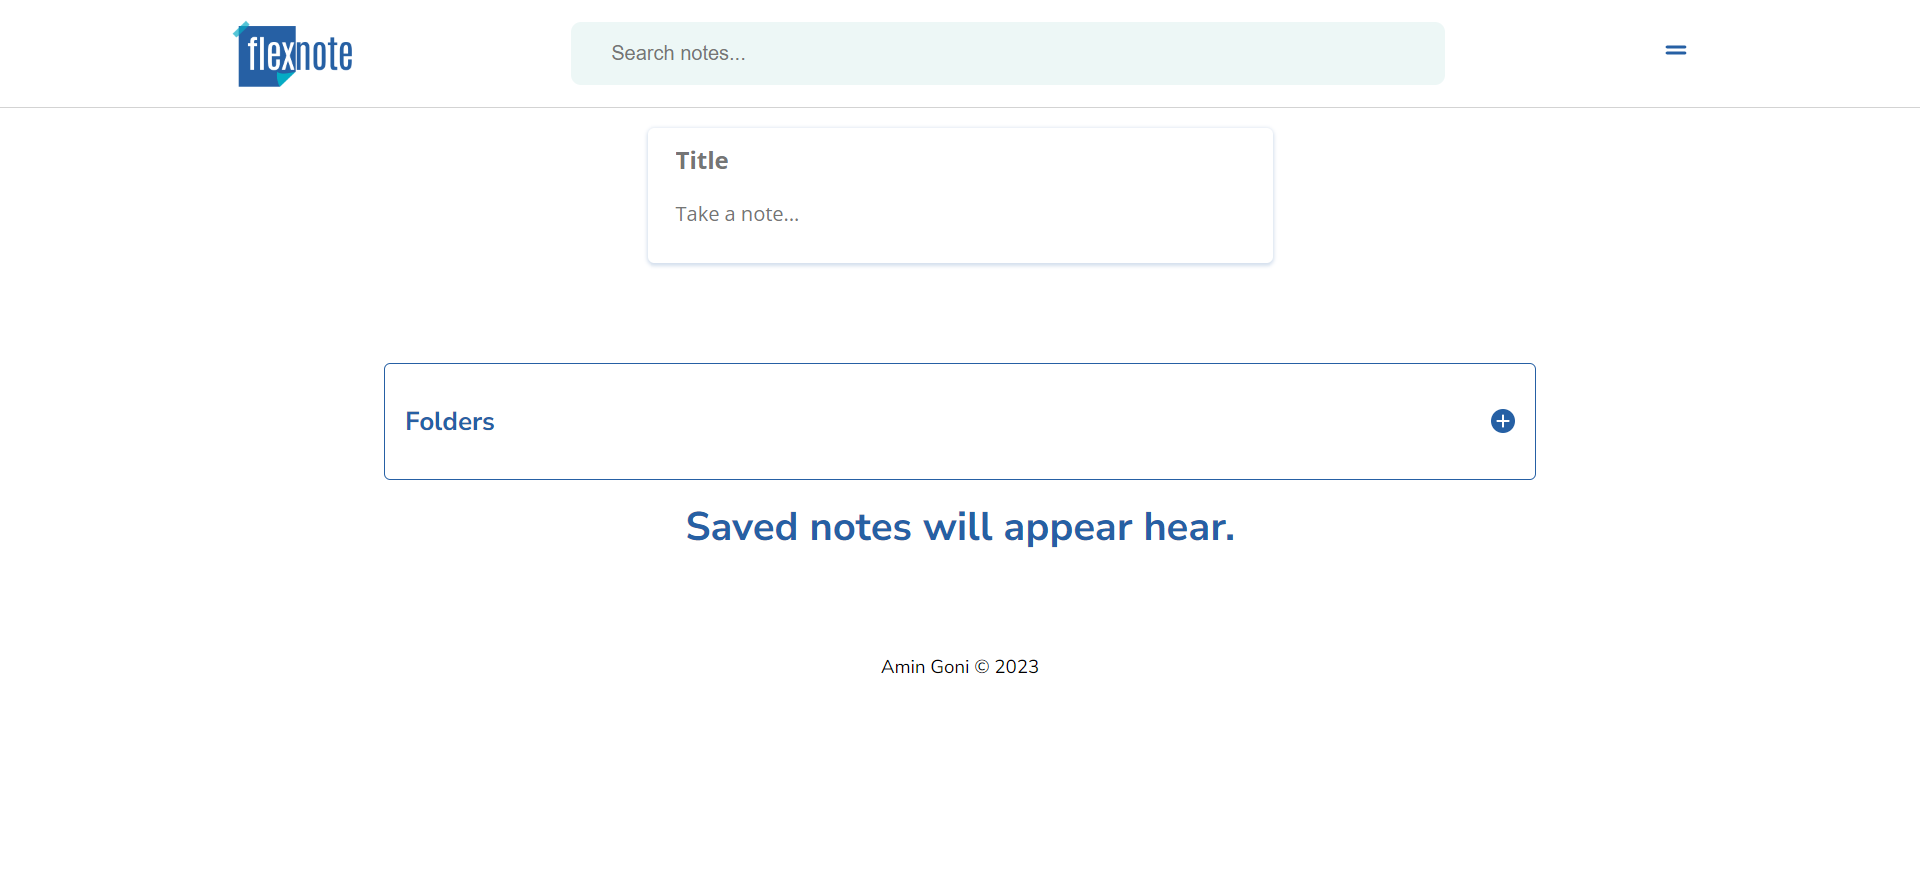 flexnote
Search notes...
Title
Take a note...
Folders
Saved notes will appear hear.
Amin Goni © 2023